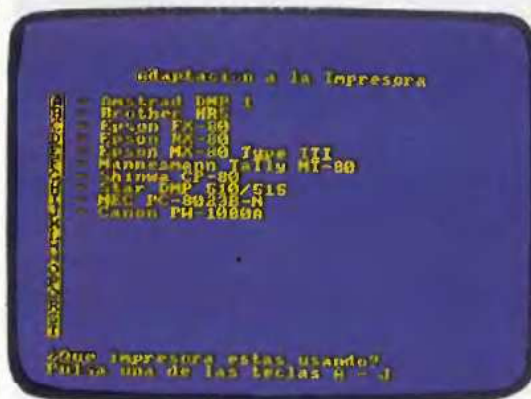 Adaptacion a la Impresora
A - Amstrad DMP 1
B - Brother HR5
C - Epson FX-80
D - Epson RX-80
E - Epson MX-80 Type III
F - Mannesmann Tally MT-80
G - Shinwa CP-80
H - Star DMP 510/515
I - NEC PC-8023B-N
J - Canon PW-1080A
¿Que impresora estas usando?
Pulsa una de las teclas A - J